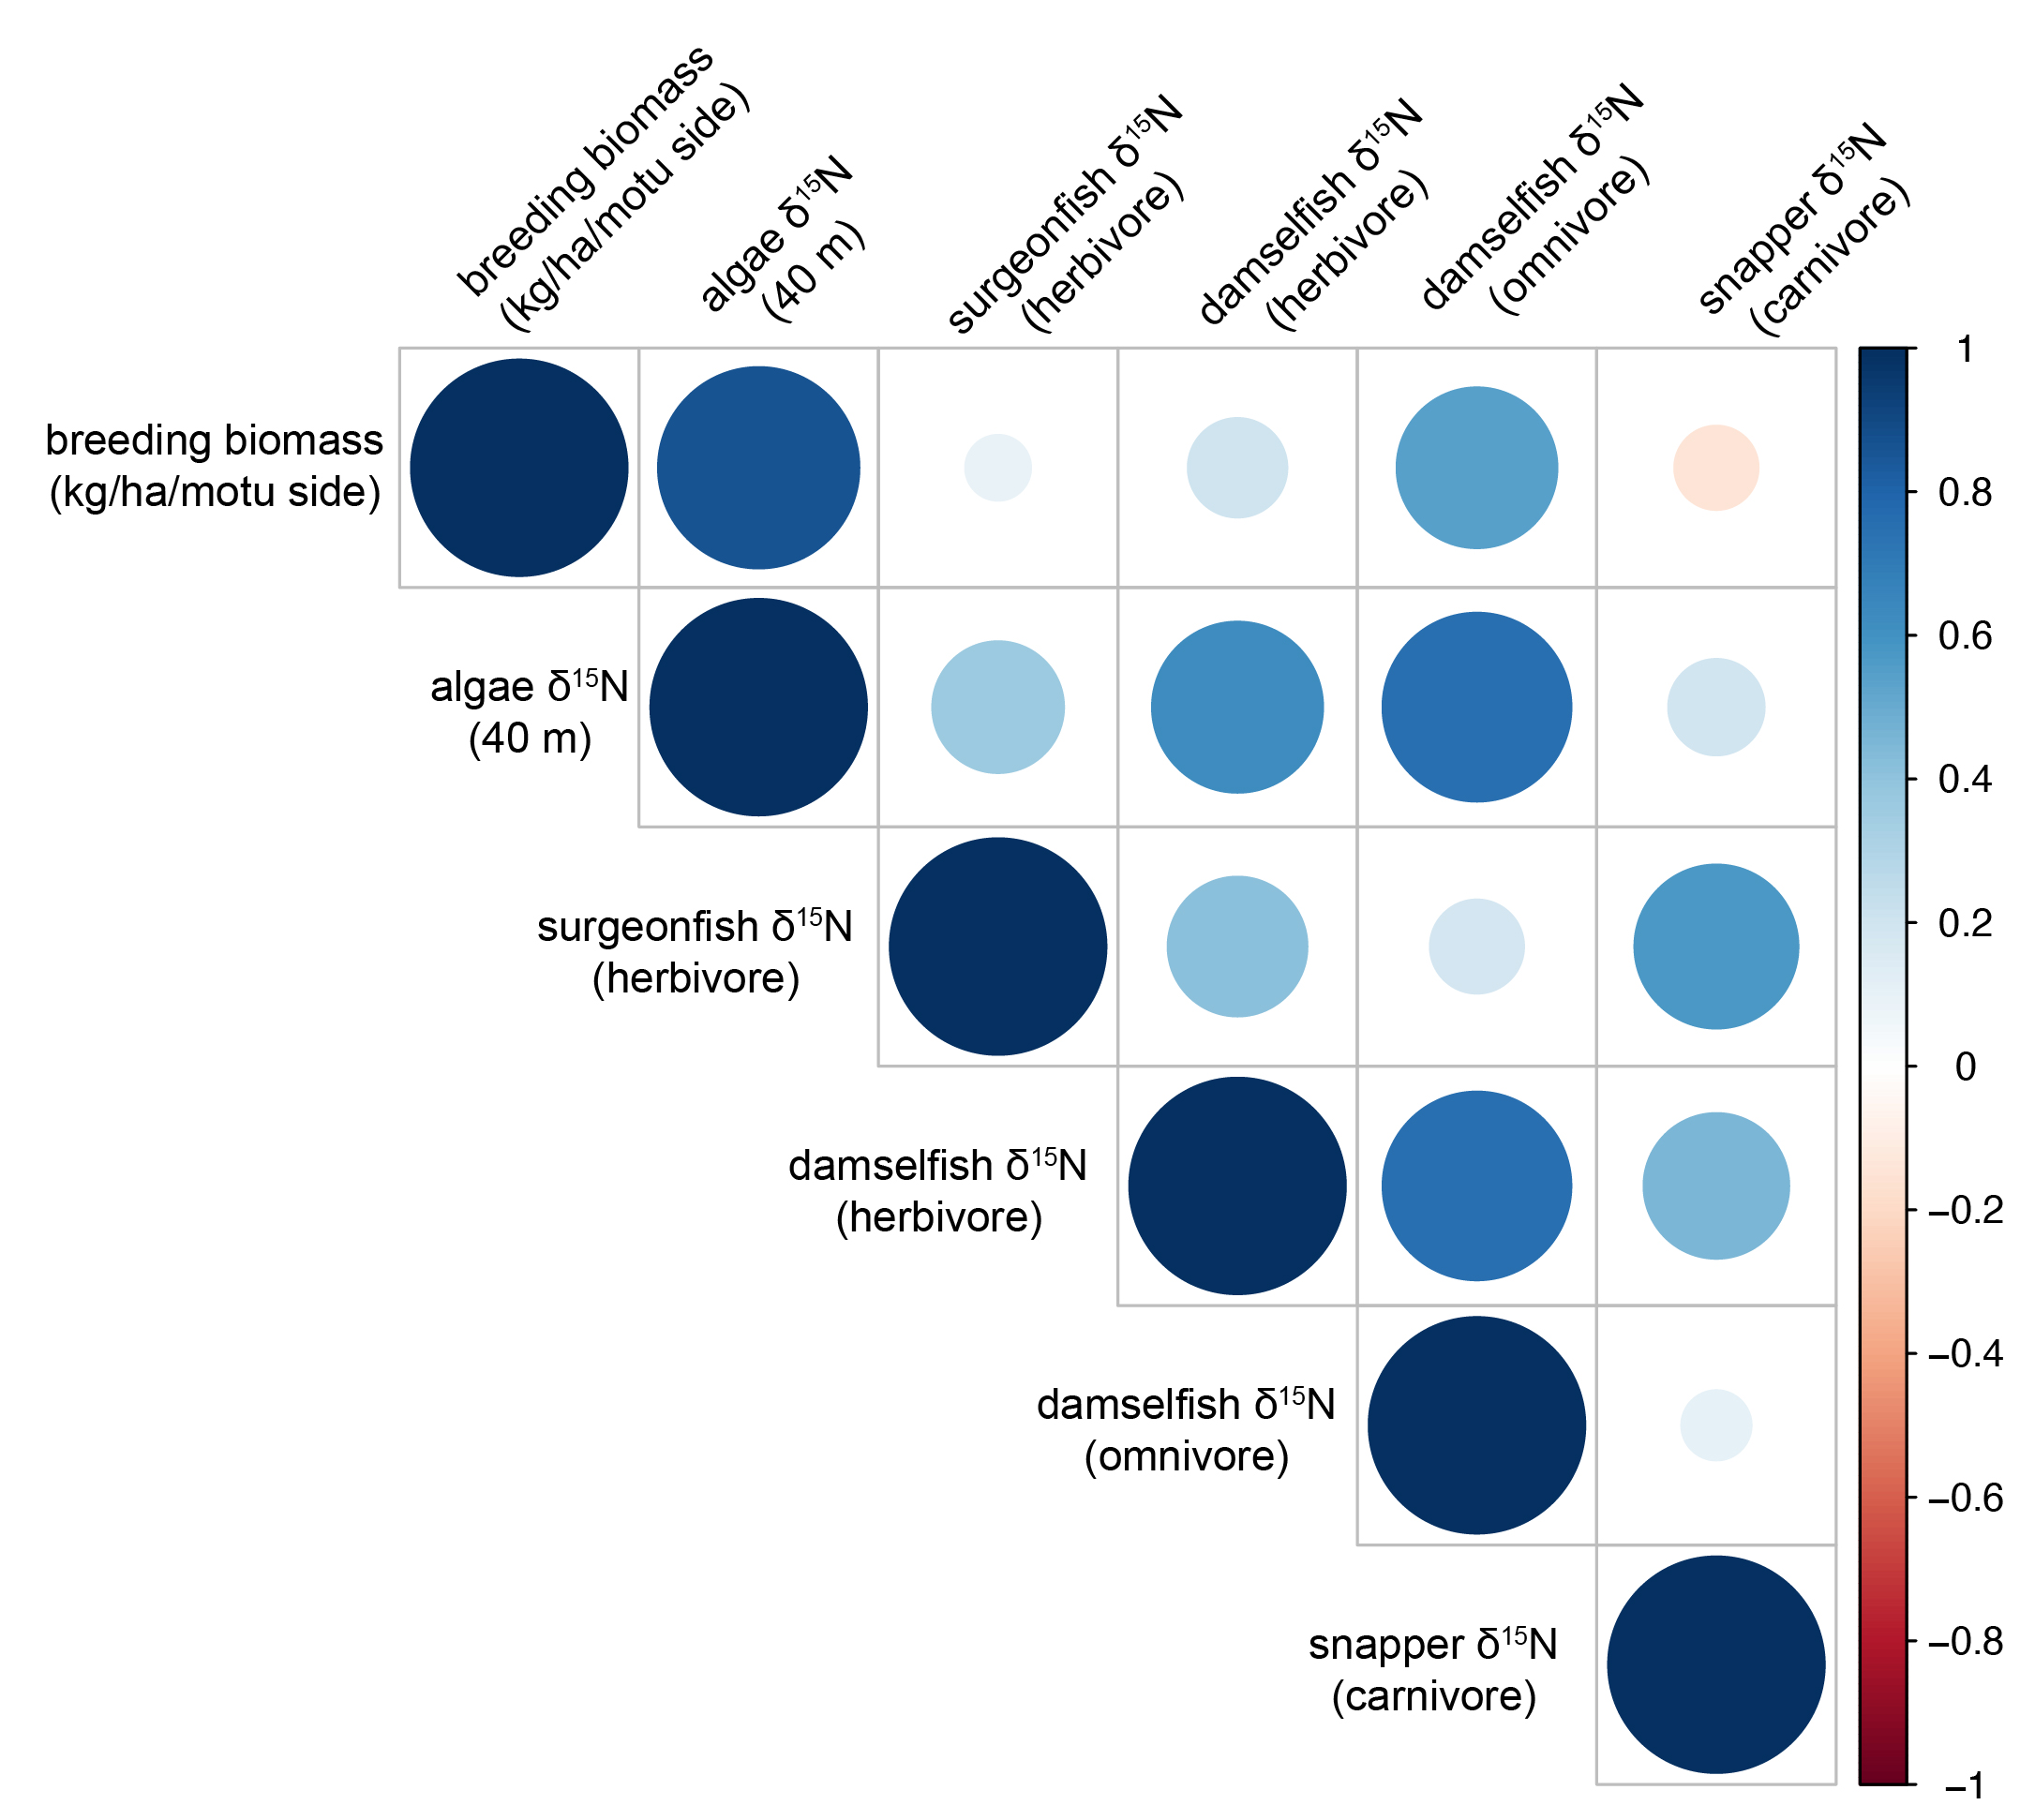 breeding biomass
(kg/ha/motu side)
algae δ¹⁵N
(40 m)
surgeonfish δ¹⁵N
(herbivore)
damselfish δ¹⁵N
(herbivore)
damselfish δ¹⁵N
(omnivore)
snapper δ¹⁵N
(carnivore)
breeding biomass
(kg/ha/motu side)
algae δ¹⁵N
(40 m)
surgeonfish δ¹⁵N
(herbivore)
damselfish δ¹⁵N
(herbivore)
damselfish δ¹⁵N
(omnivore)
snapper δ¹⁵N
(carnivore)
1
0.8
0.6
0.4
0.2
0
−0.2
−0.4
−0.6
−0.8
−1